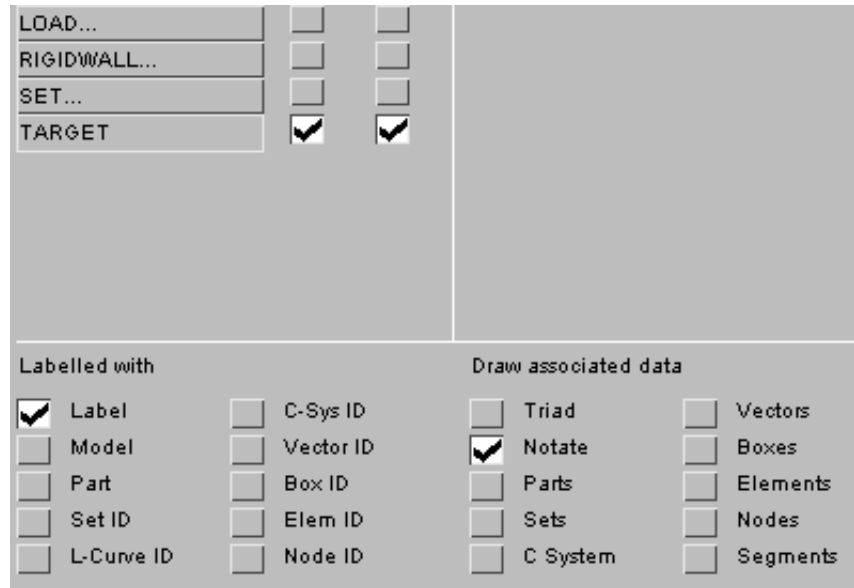 LOAD...
RIGIDWALL...
SET...
TARGET
Labelled with
Label
Model
Part
Set ID
L-Curve ID
C-Sys ID
Vector ID
Box ID
Elem ID
Node ID
Draw associated data
Triad
Notate
Parts
Sets
C System
Vectors
Boxes
Elements
Nodes
Segments